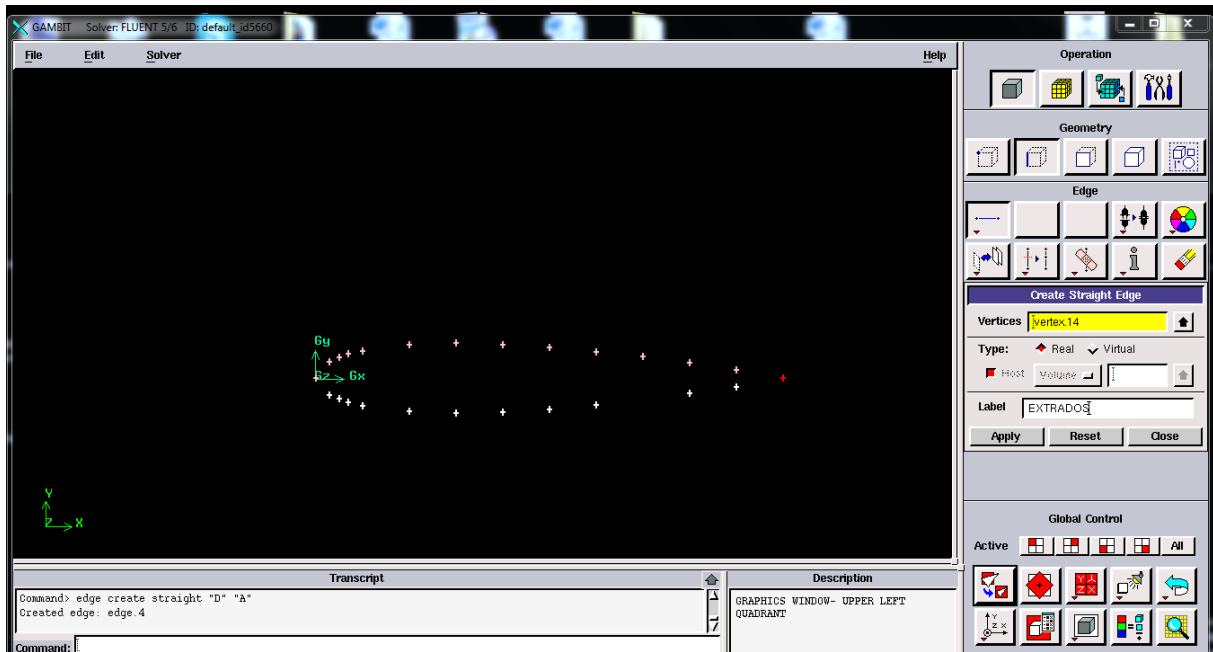 GAMBIT Solver: FLUENT 5/6 ID: default_id5660
File Edit Solver Help
Operation
Geometry
Edge
Create Straight Edge
Vertices vertex.14
Type: Real Virtual
Host Volume
Label EXTRADOS
Apply Reset Close
Gy
Gz Gx
Y
Z X
Global Control
Active All
Transcript
Command> edge create straight "D" "A"
Created edge: edge.4
Command:
Description
GRAPHICS WINDOW- UPPER LEFT
QUADRANT